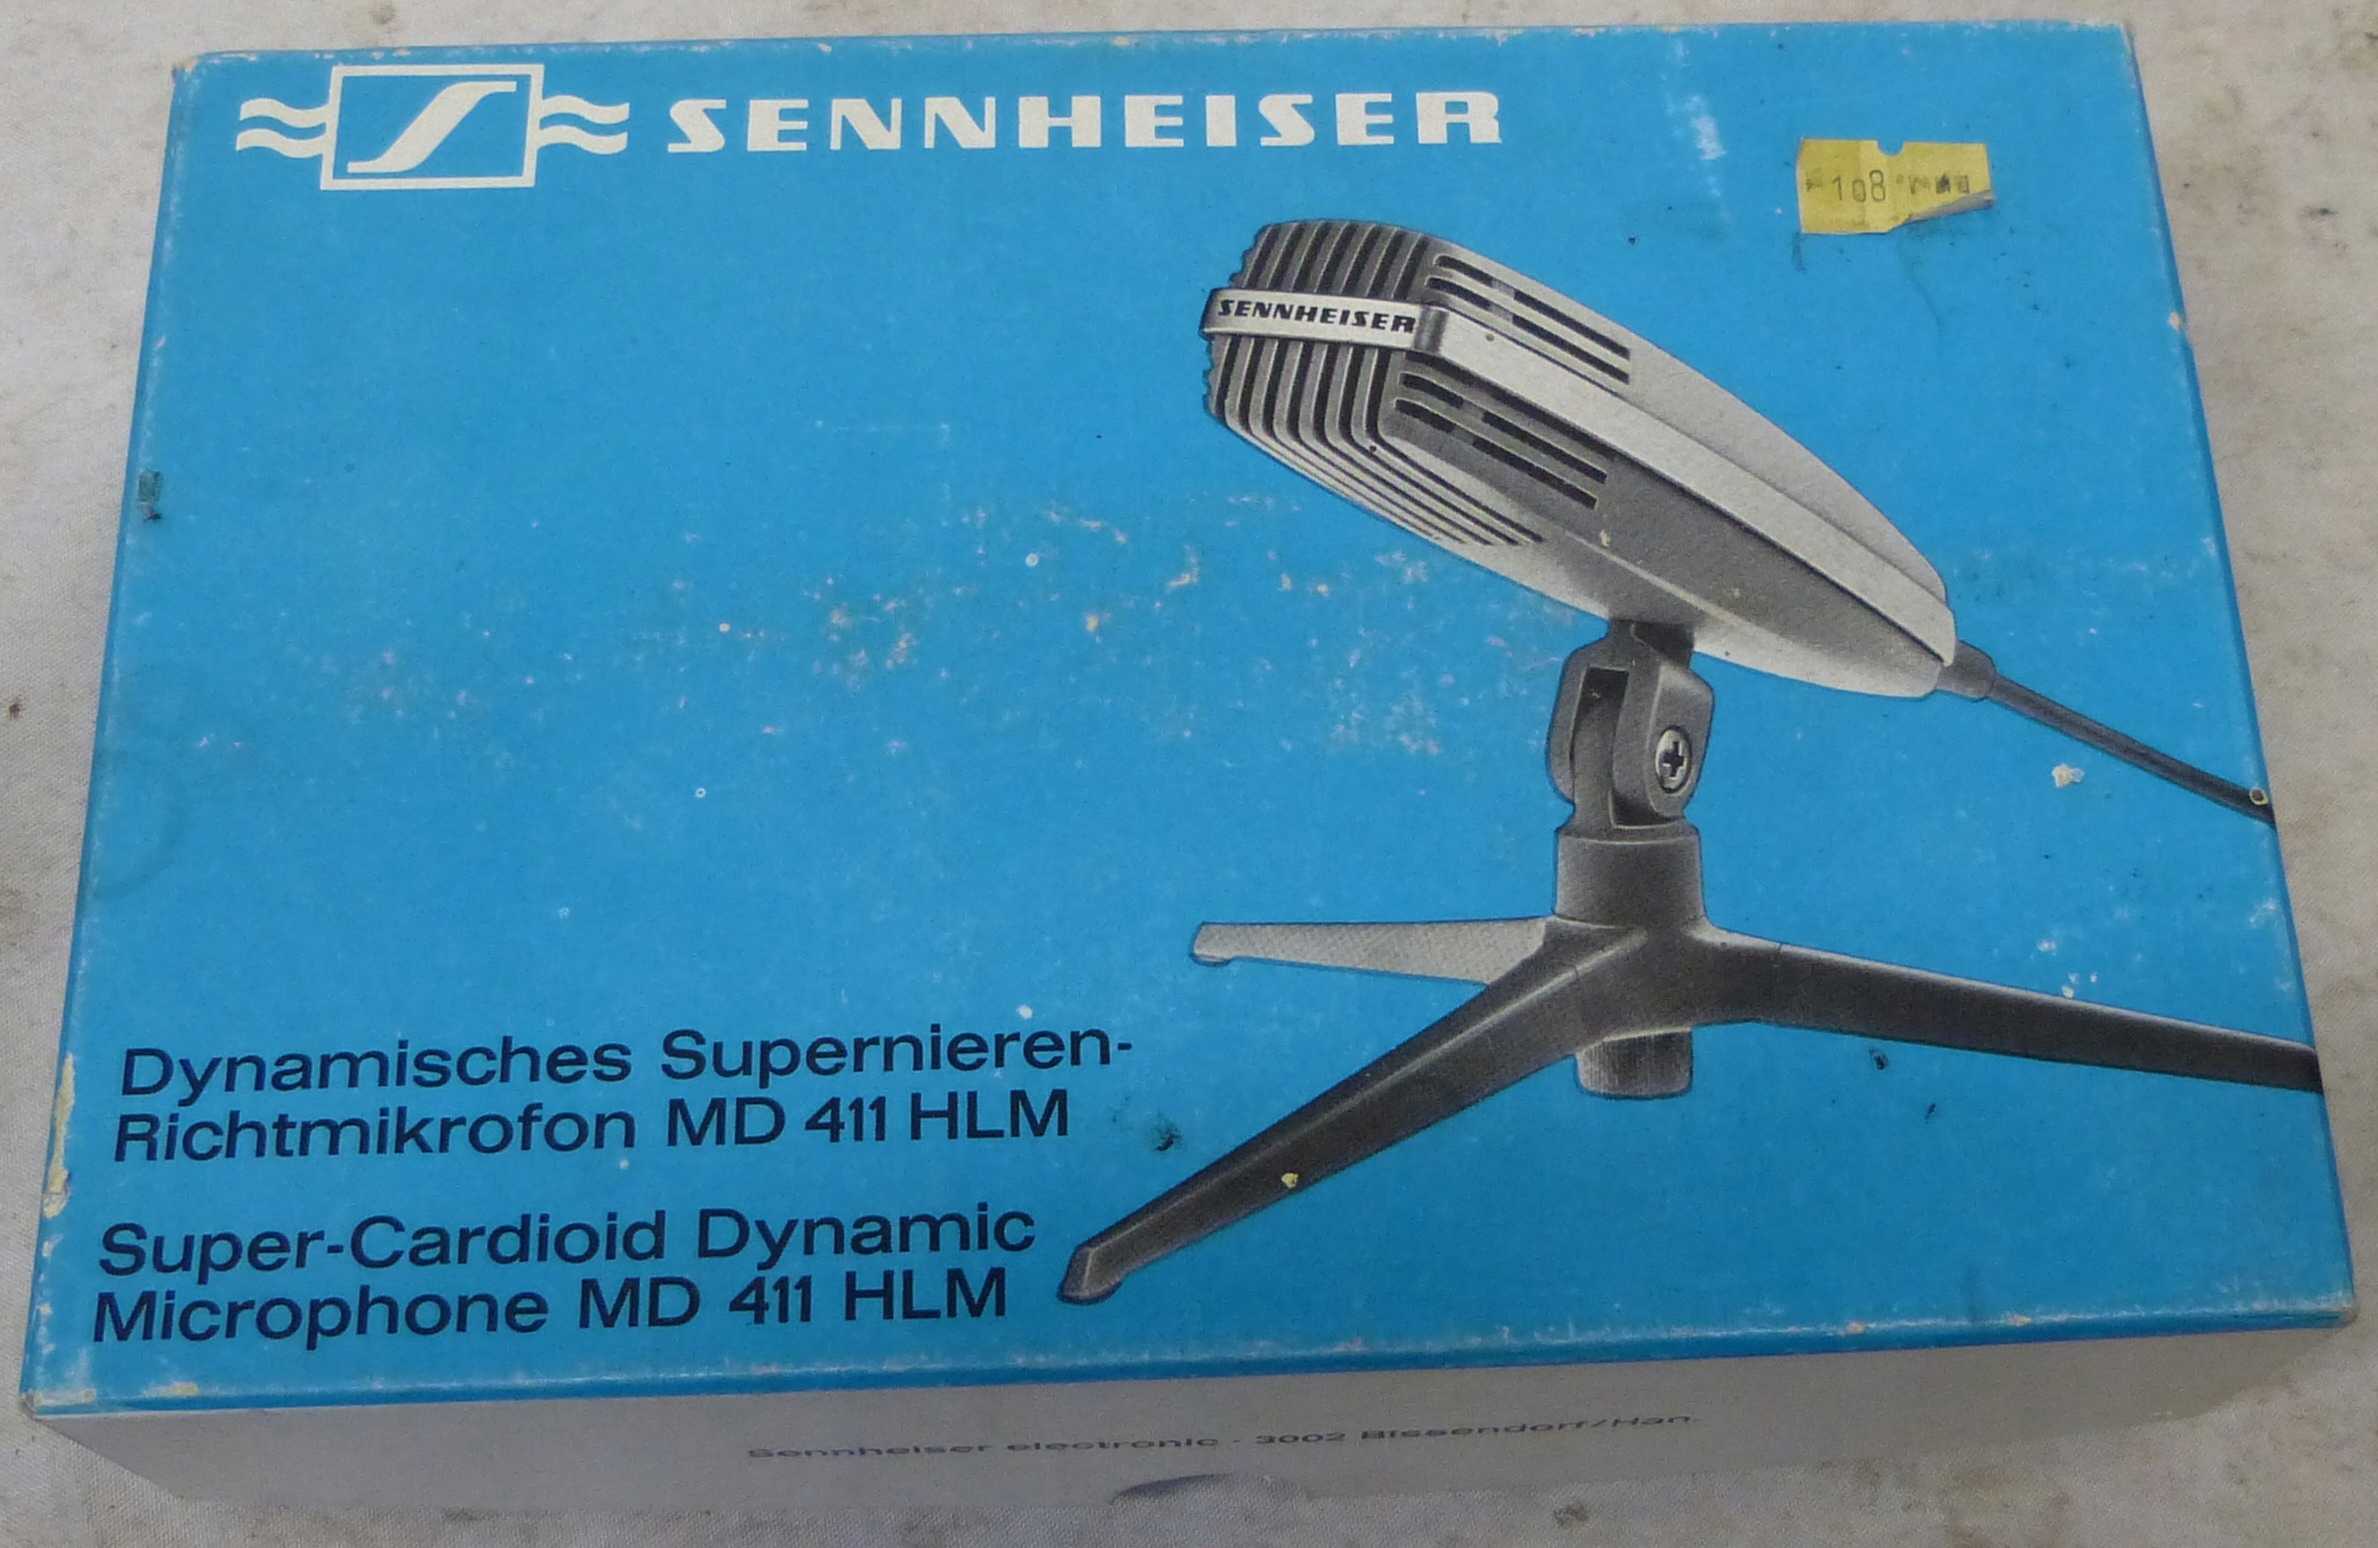 SENNHEISER
108
SENNHEISER
Dynamisches Supernieren-
Richtmikrofon MD 411 HLM
Super-Cardioid Dynamic
Microphone MD 411 HLM
Sennheiser electronic - 3002 Bissendorf/Han.